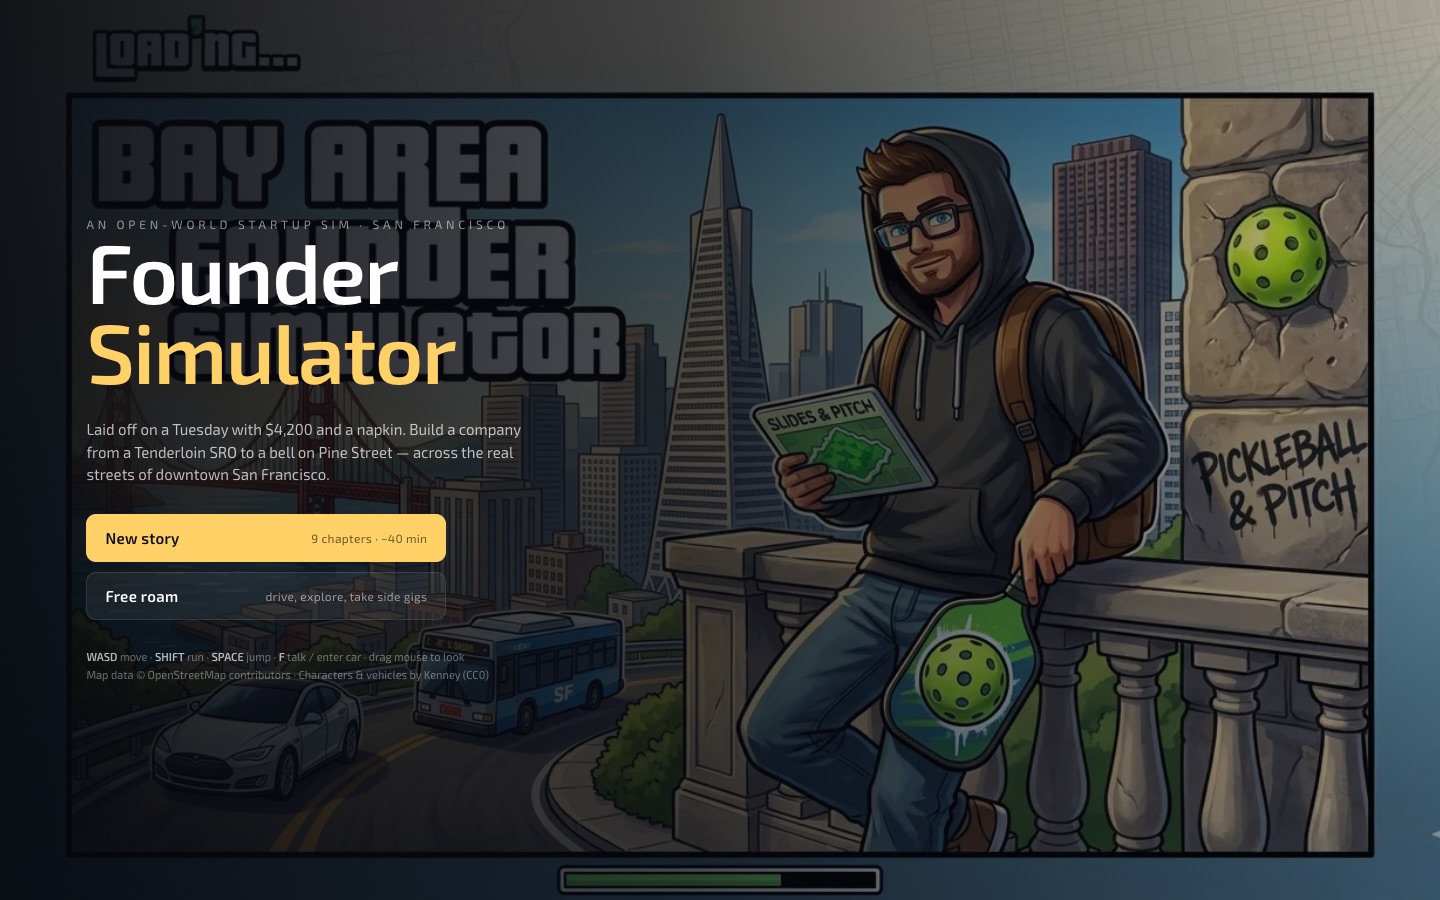 LOADING...
BAY AREA
AN OPEN-WORLD STARTUP SIM · SAN FRANCISCO
FOUNDER
Founder
SIMULATOR
Simulator
SLIDES & PITCH
PICKLEBALL
& PITCH
Laid off on a Tuesday with $4,200 and a napkin. Build a company
from a Tenderloin SRO to a bell on Pine Street — across the real
streets of downtown San Francisco.
New story
9 chapters · ~40 min
Free roam
drive, explore, take side gigs
WASD move · SHIFT run · SPACE jump · F talk / enter car · drag mouse to look
Map data © OpenStreetMap contributors · Characters & vehicles by Kenney (CC0)
SF